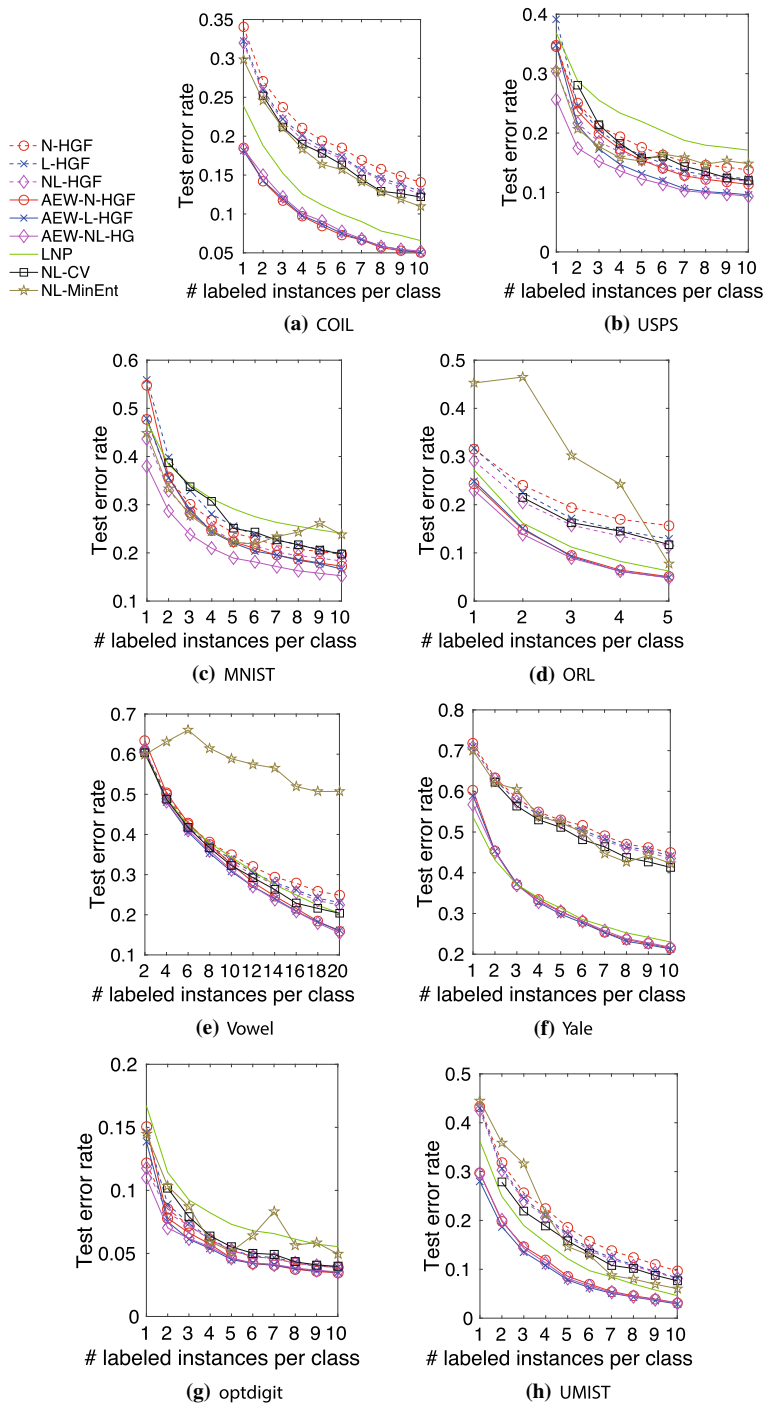 N-HGF
L-HGF
NL-HGF
AEW-N-HGF
AEW-L-HGF
AEW-NL-HG
LNP
NL-CV
NL-MinEnt
Test error rate
0.35
0.3
0.25
0.2
0.15
0.1
0.05
1 2 3 4 5 6 7 8 9 10
# labeled instances per class
(a) COIL
Test error rate
0.4
0.3
0.2
0.1
0
1 2 3 4 5 6 7 8 9 10
# labeled instances per class
(b) USPS
Test error rate
0.6
0.5
0.4
0.3
0.2
0.1
1 2 3 4 5 6 7 8 9 10
# labeled instances per class
(c) MNIST
Test error rate
0.5
0.4
0.3
0.2
0.1
0
1 2 3 4 5
# labeled instances per class
(d) ORL
Test error rate
0.7
0.6
0.5
0.4
0.3
0.2
0.1
2 4 6 8 10 12 14 16 18 20
# labeled instances per class
(e) Vowel
Test error rate
0.8
0.7
0.6
0.5
0.4
0.3
0.2
1 2 3 4 5 6 7 8 9 10
# labeled instances per class
(f) Yale
Test error rate
0.2
0.15
0.1
0.05
0
1 2 3 4 5 6 7 8 9 10
# labeled instances per class
(g) optdigit
Test error rate
0.5
0.4
0.3
0.2
0.1
0
1 2 3 4 5 6 7 8 9 10
# labeled instances per class
(h) UMIST